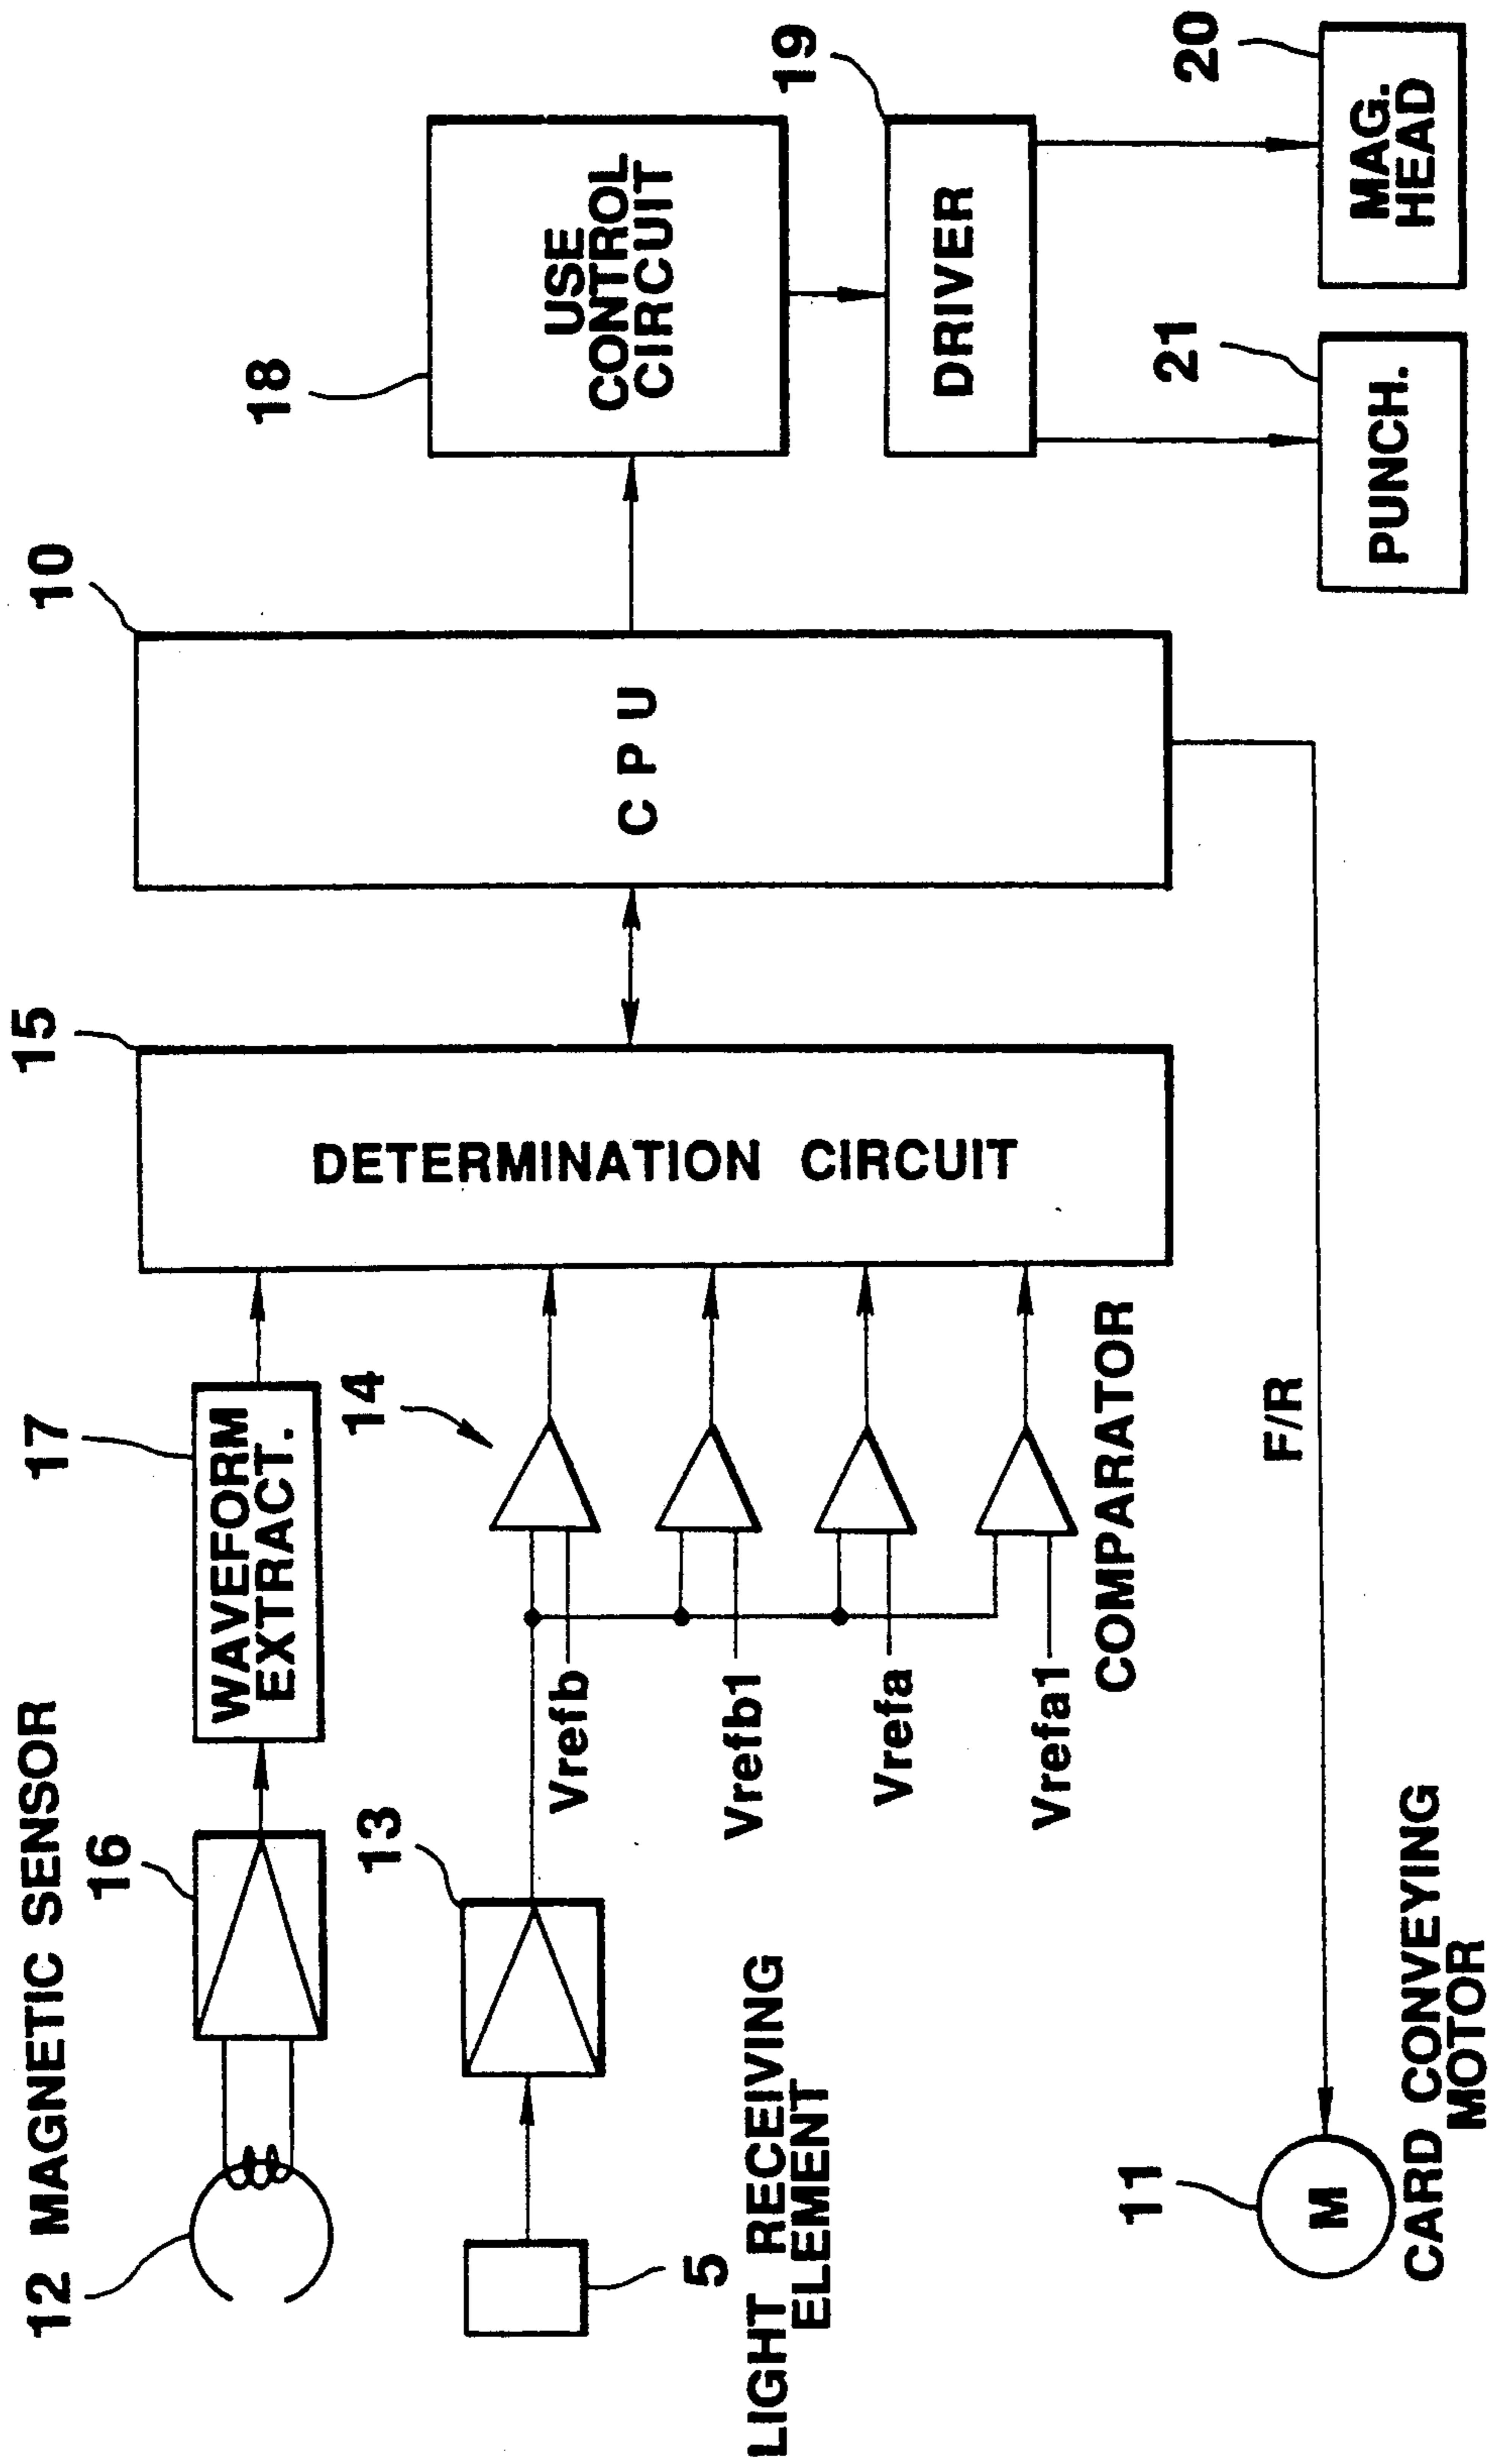 12 MAGNETIC SENSOR
16
17
WAVEFORM
EXTRACT.
15
DETERMINATION CIRCUIT
10
CPU
18
USE
CONTROL
CIRCUIT
19
DRIVER
20
MAG.
HEAD
21
PUNCH.
13
14
Vrefb
Vrefb1
Vrefa
Vrefa1
COMPARATOR
5
LIGHT RECEIVING
ELEMENT
F/R
11
M
CARD CONVEYING
MOTOR